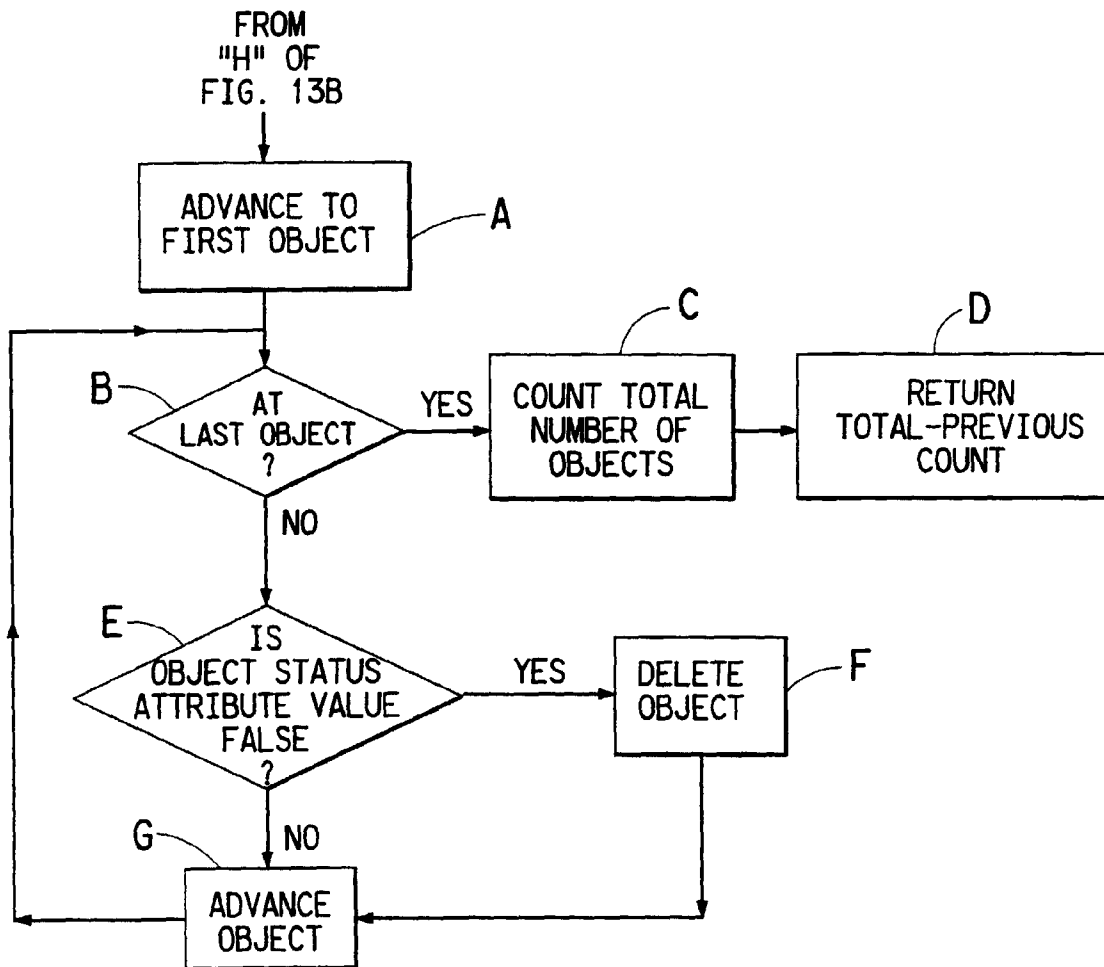 FROM
"H" OF
FIG. 13B
ADVANCE TO
FIRST OBJECT
A
B
AT
LAST OBJECT
?
YES
C
COUNT TOTAL
NUMBER OF
OBJECTS
D
RETURN
TOTAL-PREVIOUS
COUNT
NO
E
IS
OBJECT STATUS
ATTRIBUTE VALUE
FALSE
?
YES
DELETE
OBJECT
F
NO
G
ADVANCE
OBJECT